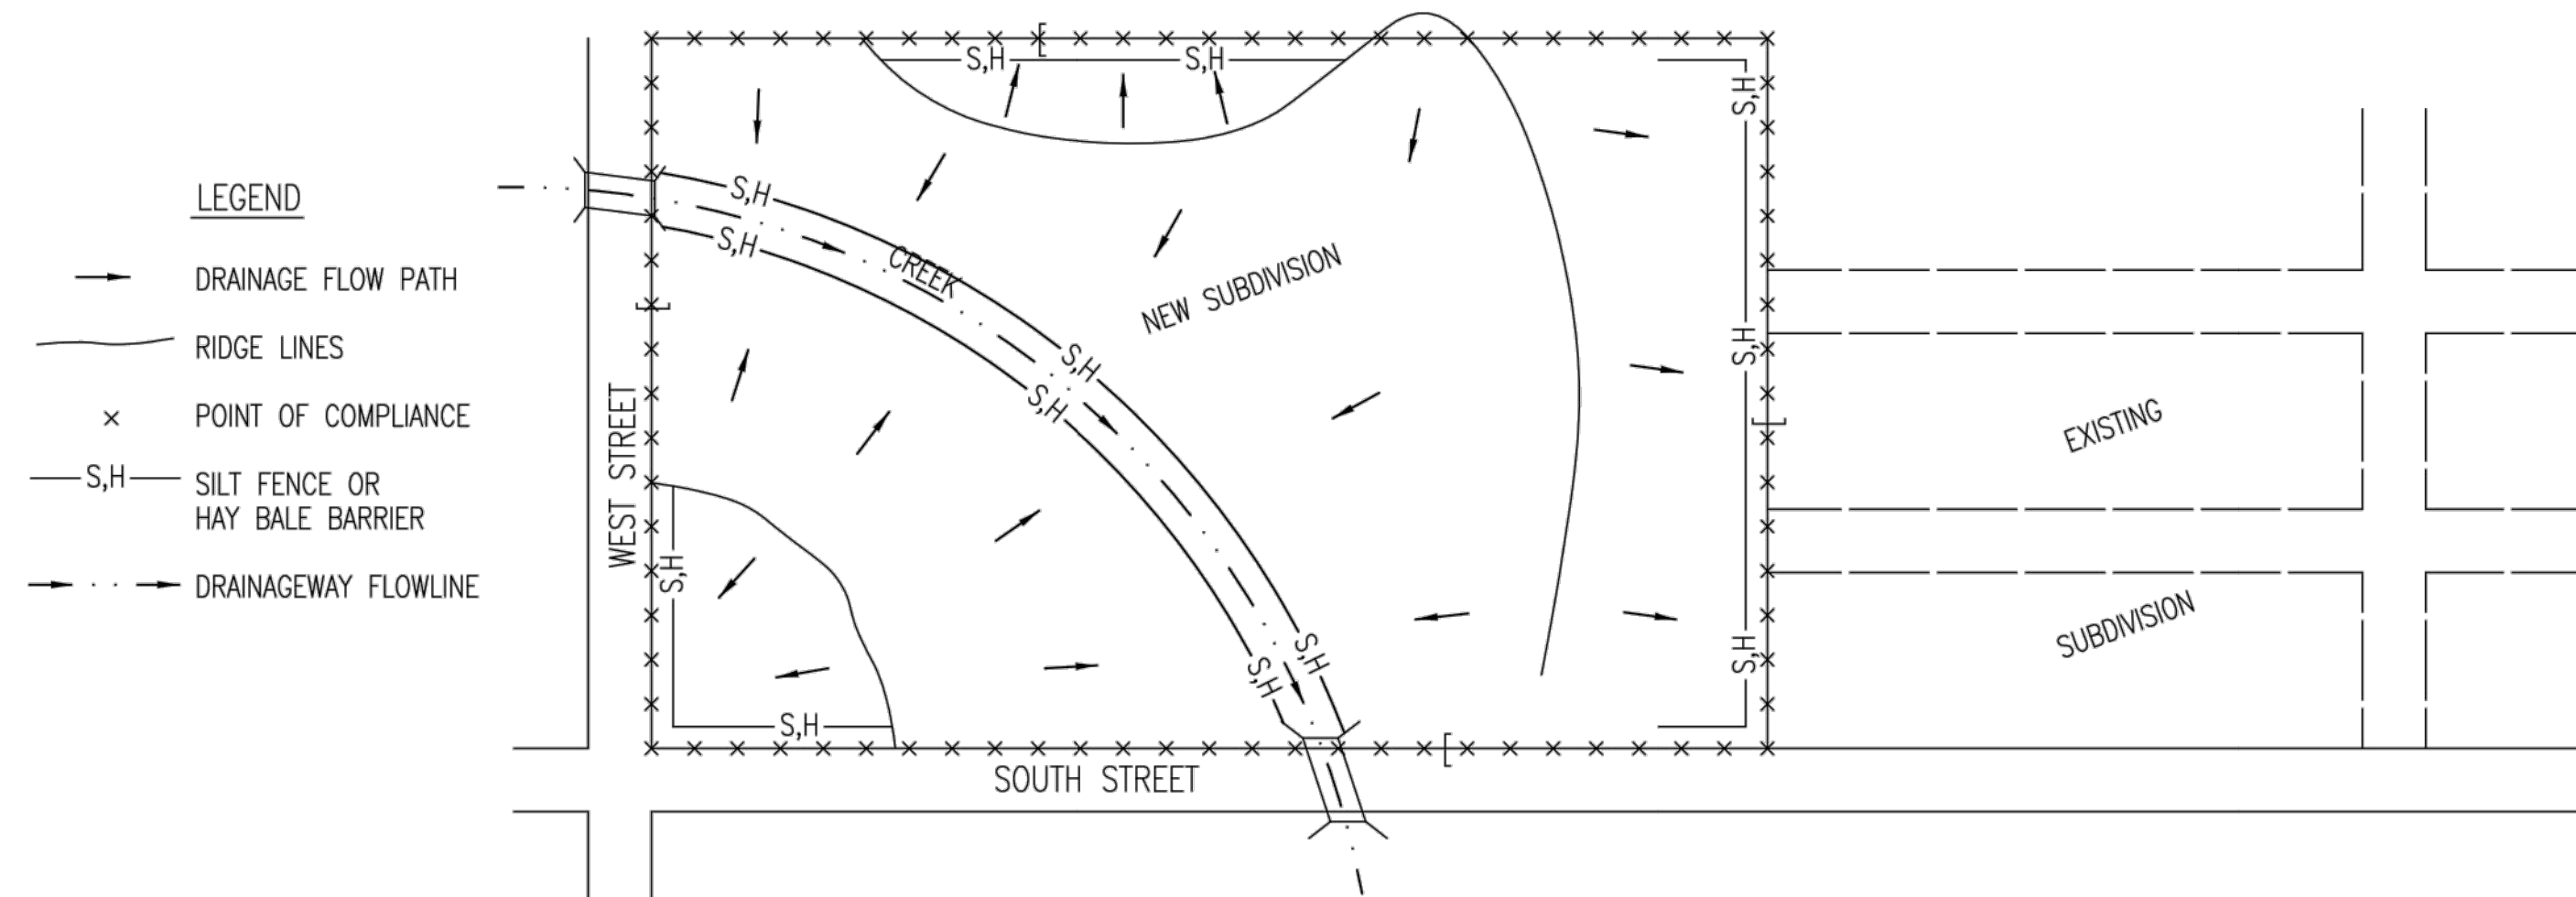 LEGEND
DRAINAGE FLOW PATH
RIDGE LINES
× POINT OF COMPLIANCE
S,H SILT FENCE OR
HAY BALE BARRIER
DRAINAGEWAY FLOWLINE
S,H
S,H
S,H
S,H
S,H
CREEK
NEW SUBDIVISION
S,H
S,H
S,H
WEST STREET
S,H
S,H
S,H
S,H
S,H
S,H
EXISTING
SUBDIVISION
SOUTH STREET